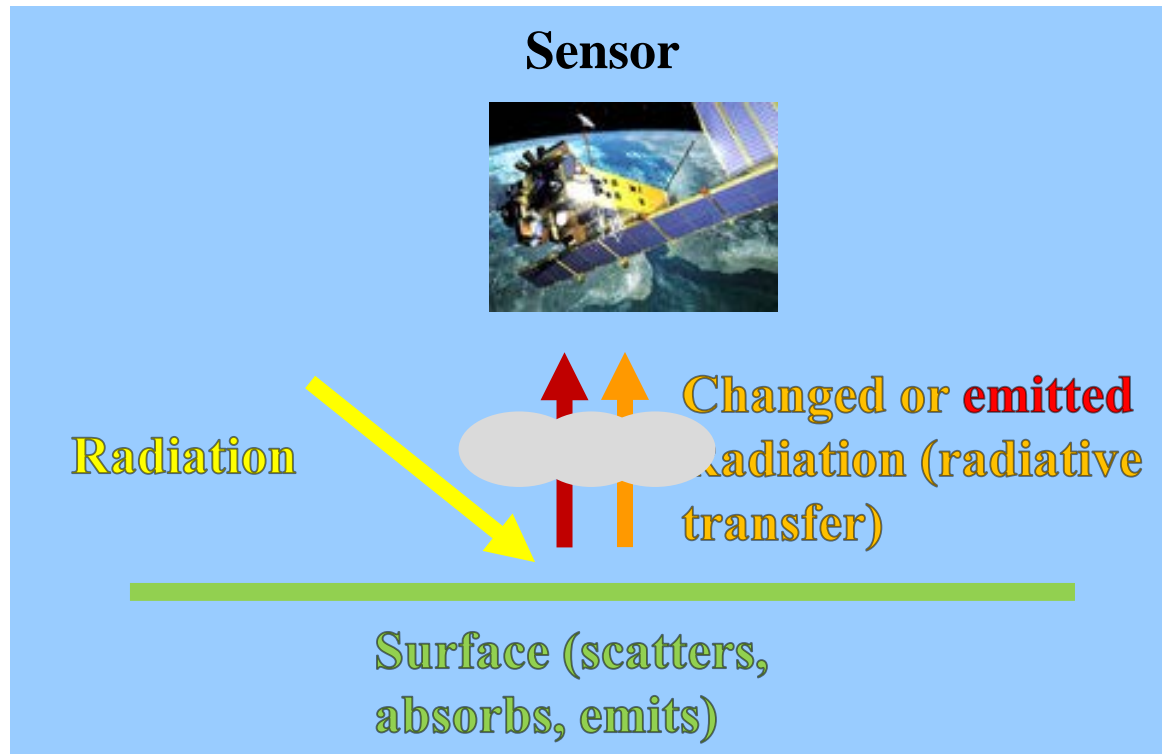 Sensor
Radiation
Changed or emitted
Radiation (radiative
transfer)
Surface (scatters,
absorbs, emits)